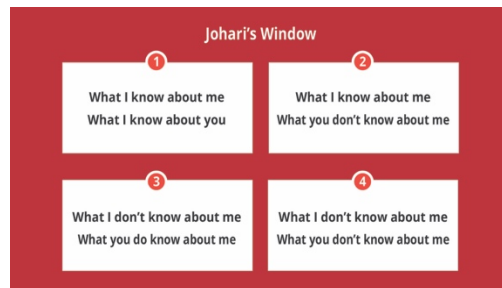 Johari's Window
1
What I know about me
What I know about you
2
What I know about me
What you don't know about me
3
What I don't know about me
What you do know about me
4
What I don't know about me
What you don't know about me